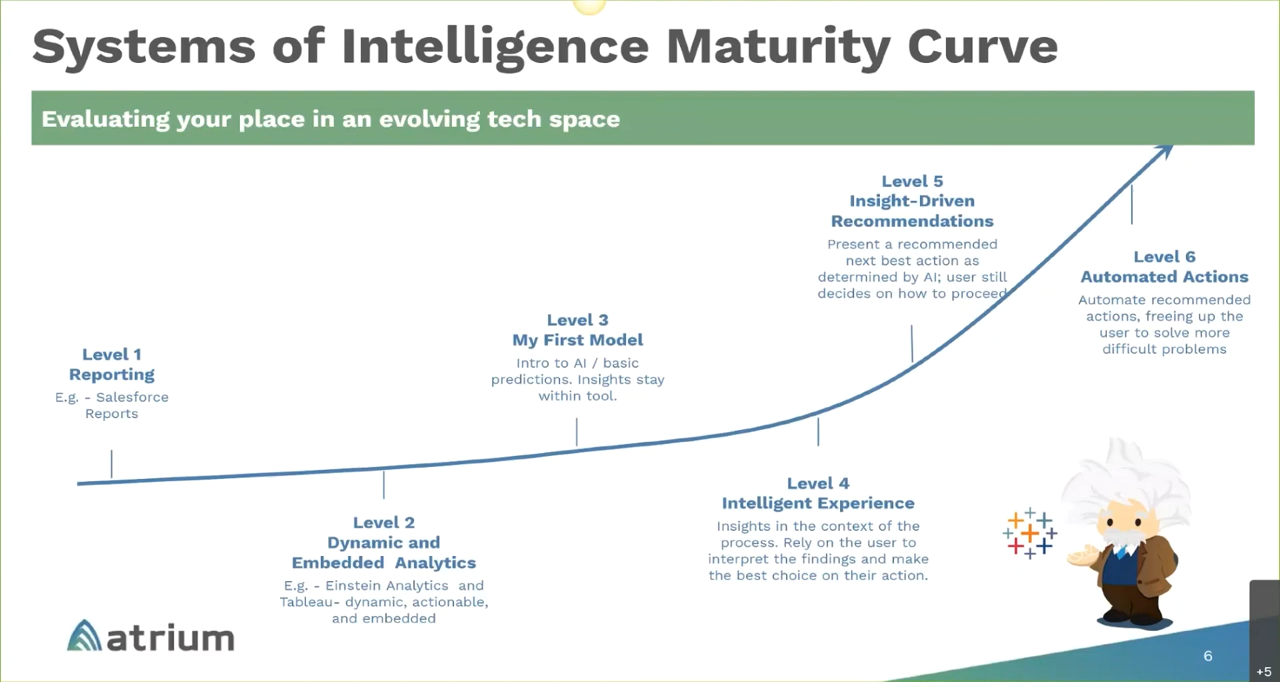 Systems of Intelligence Maturity Curve
Evaluating your place in an evolving tech space
Level 1
Reporting
E.g. - Salesforce
Reports
Level 2
Dynamic and
Embedded Analytics
E.g. - Einstein Analytics and
Tableau- dynamic, actionable,
and embedded
Level 3
My First Model
Intro to AI / basic
predictions. Insights stay
within tool.
Level 4
Intelligent Experience
Insights in the context of the
process. Rely on the user to
interpret the findings and make
the best choice on their action.
Level 5
Insight-Driven
Recommendations
Present a recommended
next best action as
determined by AI; user still
decides on how to proceed
Level 6
Automated Actions
Automate recommended
actions, freeing up the
user to solve more
difficult problems
atrium
6
+5